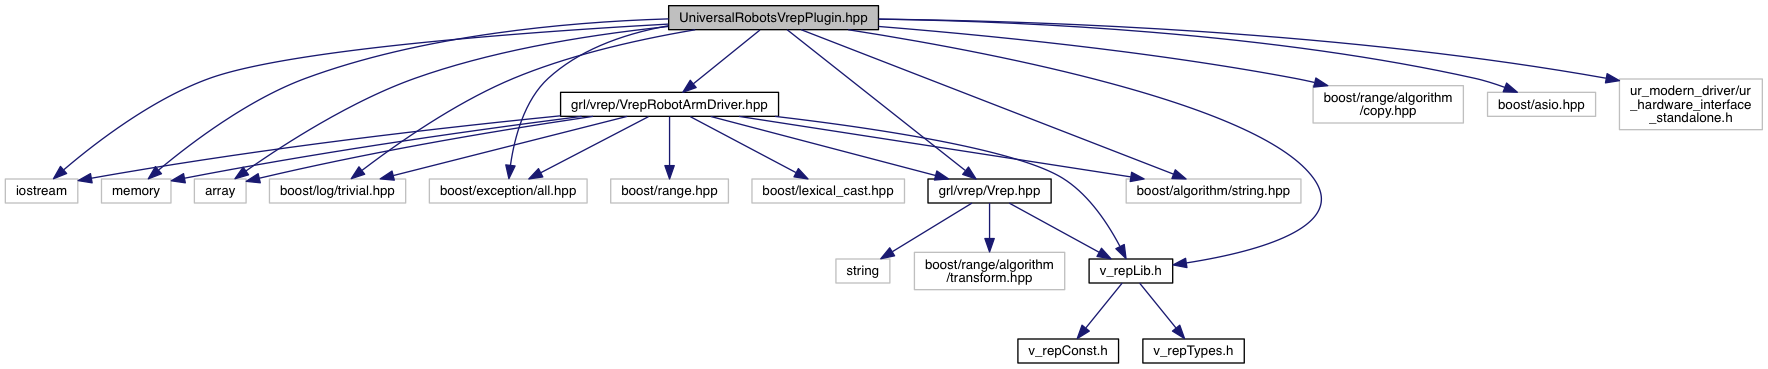 UniversalRobotsVrepPlugin.hpp
grl/vrep/VrepRobotArmDriver.hpp
boost/range/algorithm
/copy.hpp
boost/asio.hpp
ur_modern_driver/ur
_hardware_interface
_standalone.h
iostream
memory
array
boost/log/trivial.hpp
boost/exception/all.hpp
boost/range.hpp
boost/lexical_cast.hpp
grl/vrep/Vrep.hpp
boost/algorithm/string.hpp
string
boost/range/algorithm
/transform.hpp
v_repLib.h
v_repConst.h
v_repTypes.h